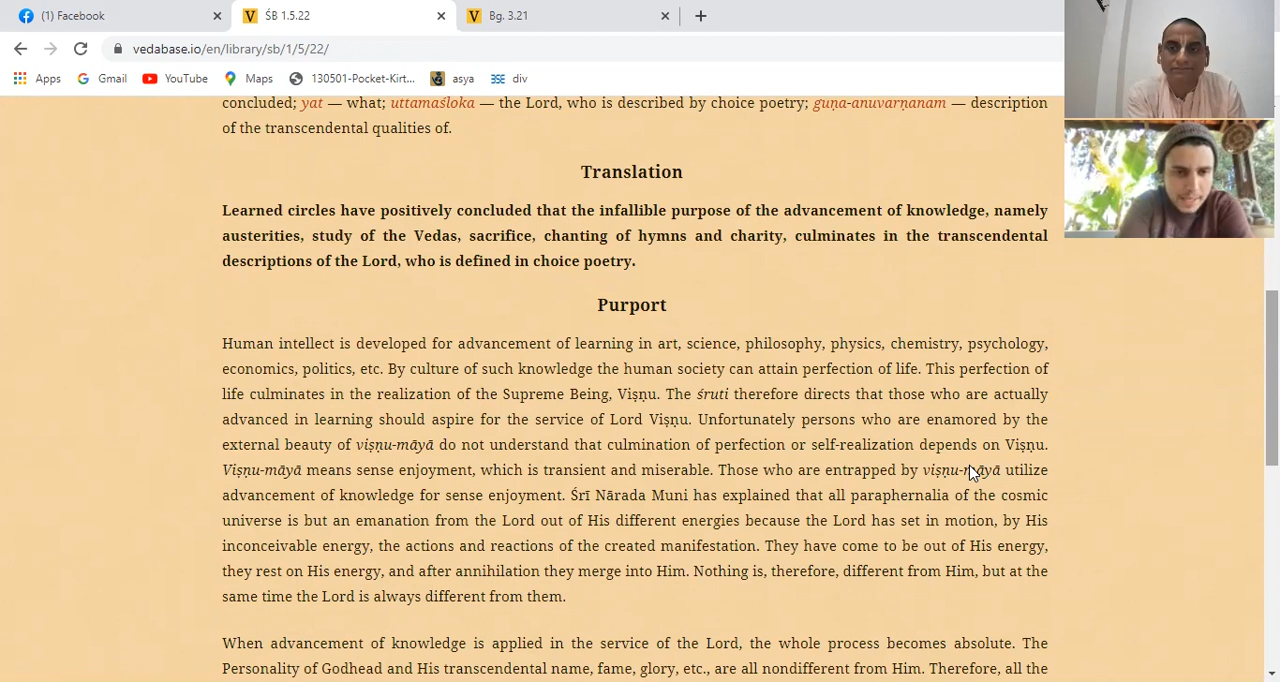 (1) Facebook
ŚB 1.5.22
Bg. 3.21
vedabase.io/en/library/sb/1/5/22/
Apps
Gmail
YouTube
Maps
130501-Pocket-Kirt...
asya
div
concluded; yat — what; uttamaśloka — the Lord, who is described by choice poetry; guṇa-anuvarṇanam — description
of the transcendental qualities of.
Translation
Learned circles have positively concluded that the infallible purpose of the advancement of knowledge, namely
austerities, study of the Vedas, sacrifice, chanting of hymns and charity, culminates in the transcendental
descriptions of the Lord, who is defined in choice poetry.
Purport
Human intellect is developed for advancement of learning in art, science, philosophy, physics, chemistry, psychology,
economics, politics, etc. By culture of such knowledge the human society can attain perfection of life. This perfection of
life culminates in the realization of the Supreme Being, Viṣṇu. The śruti therefore directs that those who are actually
advanced in learning should aspire for the service of Lord Viṣṇu. Unfortunately persons who are enamored by the
external beauty of viṣṇu-māyā do not understand that culmination of perfection or self-realization depends on Viṣṇu.
Viṣṇu-māyā means sense enjoyment, which is transient and miserable. Those who are entrapped by viṣṇu-māyā utilize
advancement of knowledge for sense enjoyment. Śrī Nārada Muni has explained that all paraphernalia of the cosmic
universe is but an emanation from the Lord out of His different energies because the Lord has set in motion, by His
inconceivable energy, the actions and reactions of the created manifestation. They have come to be out of His energy,
they rest on His energy, and after annihilation they merge into Him. Nothing is, therefore, different from Him, but at the
same time the Lord is always different from them.
When advancement of knowledge is applied in the service of the Lord, the whole process becomes absolute. The
Personality of Godhead and His transcendental name, fame, glory, etc., are all nondifferent from Him. Therefore, all the